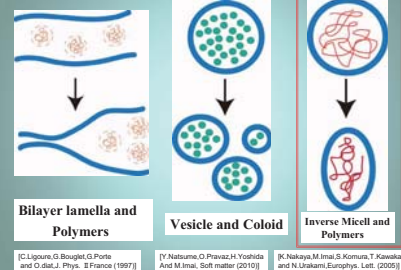 Bilayer lamella and
Polymers
Vesicle and Coloid
Inverse Micell and
Polymers
[C.Ligoure,G.Bouglet,G.Porte
and O.diat,J. Phys. Ⅱ France (1997)]
[Y.Natsume,O.Pravaz,H.Yoshida
And M.Imai, Soft matter (2010)]
[K.Nakaya,M.Imai,S.Komura,T.Kawaka
and N.Urakami,Europhys. Lett. (2005)]